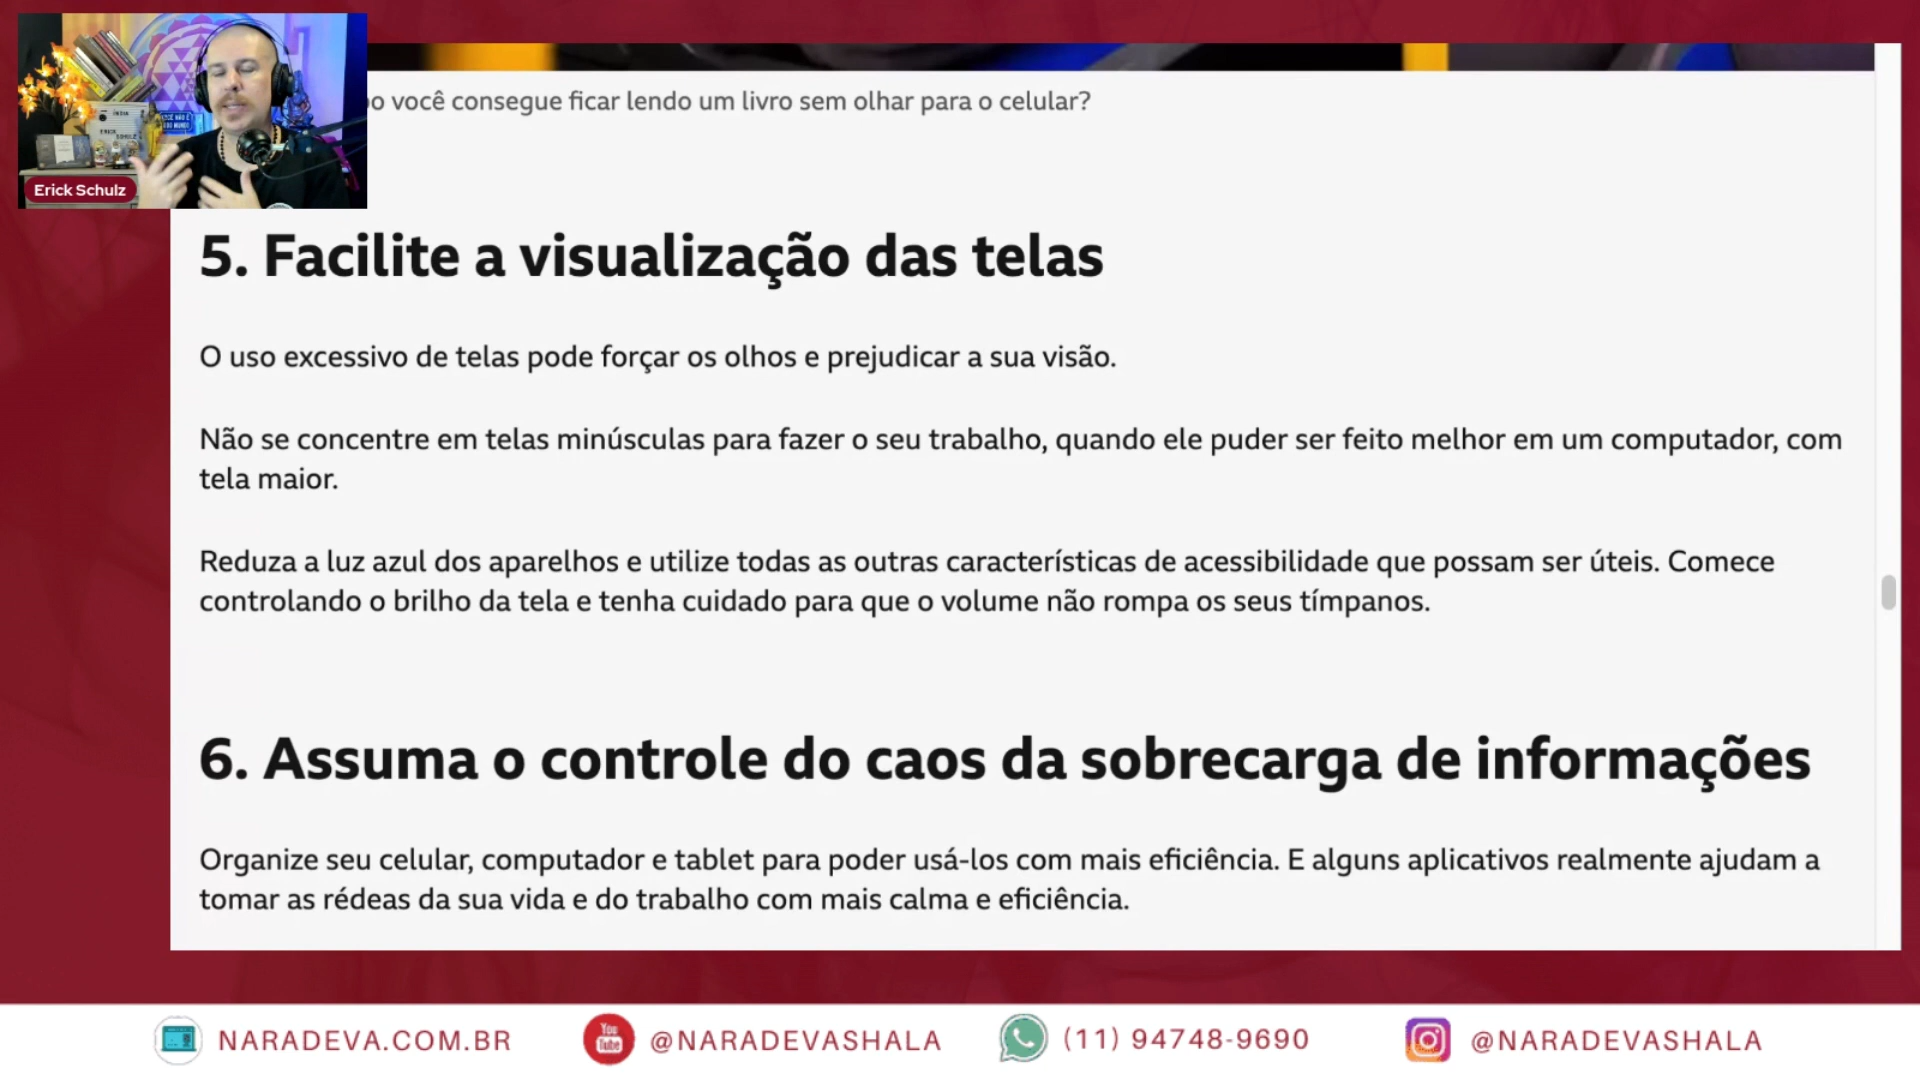 Erick Schulz
você consegue ficar lendo um livro sem olhar para o celular?
5. Facilite a visualização das telas
O uso excessivo de telas pode forçar os olhos e prejudicar a sua visão.
Não se concentre em telas minúsculas para fazer o seu trabalho, quando ele puder ser feito melhor em um computador, com
tela maior.
Reduza a luz azul dos aparelhos e utilize todas as outras características de acessibilidade que possam ser úteis. Comece
controlando o brilho da tela e tenha cuidado para que o volume não rompa os seus tímpanos.
6. Assuma o controle do caos da sobrecarga de informações
Organize seu celular, computador e tablet para poder usá-los com mais eficiência. E alguns aplicativos realmente ajudam a
tomar as rédeas da sua vida e do trabalho com mais calma e eficiência.
NARADEVA.COM.BR
You Tube
@NARADEVASHALA
(11) 94748-9690
@NARADEVASHALA